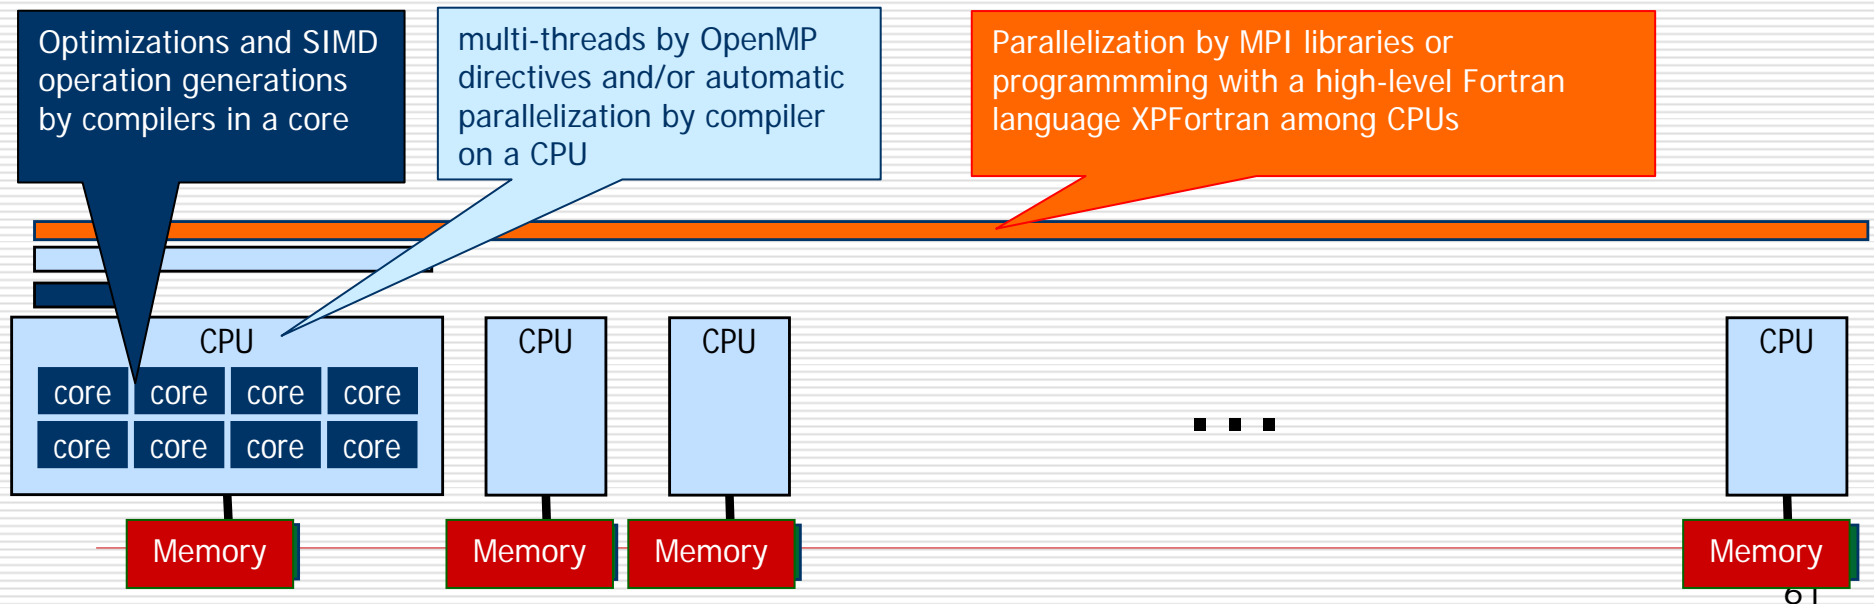 Optimizations and SIMD
operation generations
by compilers in a core
multi-threads by OpenMP
directives and/or automatic
parallelization by compiler
on a CPU
Parallelization by MPI libraries or
programmming with a high-level Fortran
language XPFortran among CPUs
CPU
CPU
CPU
CPU
core core core core
core core core core
...
Memory
Memory
Memory
Memory
61